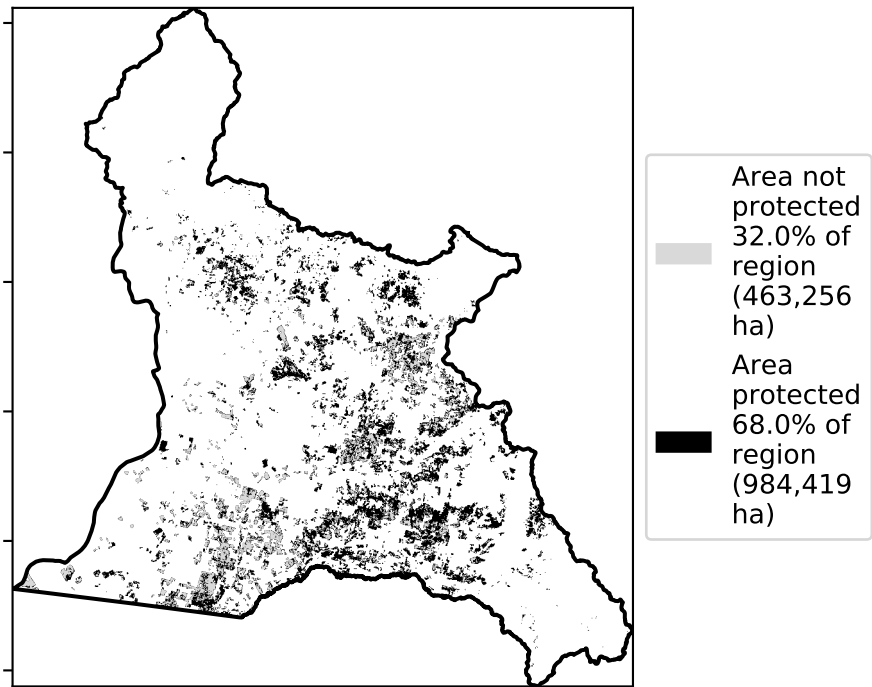 Area not
protected
32.0% of
region
(463,256
ha)
Area
protected
68.0% of
region
(984,419
ha)